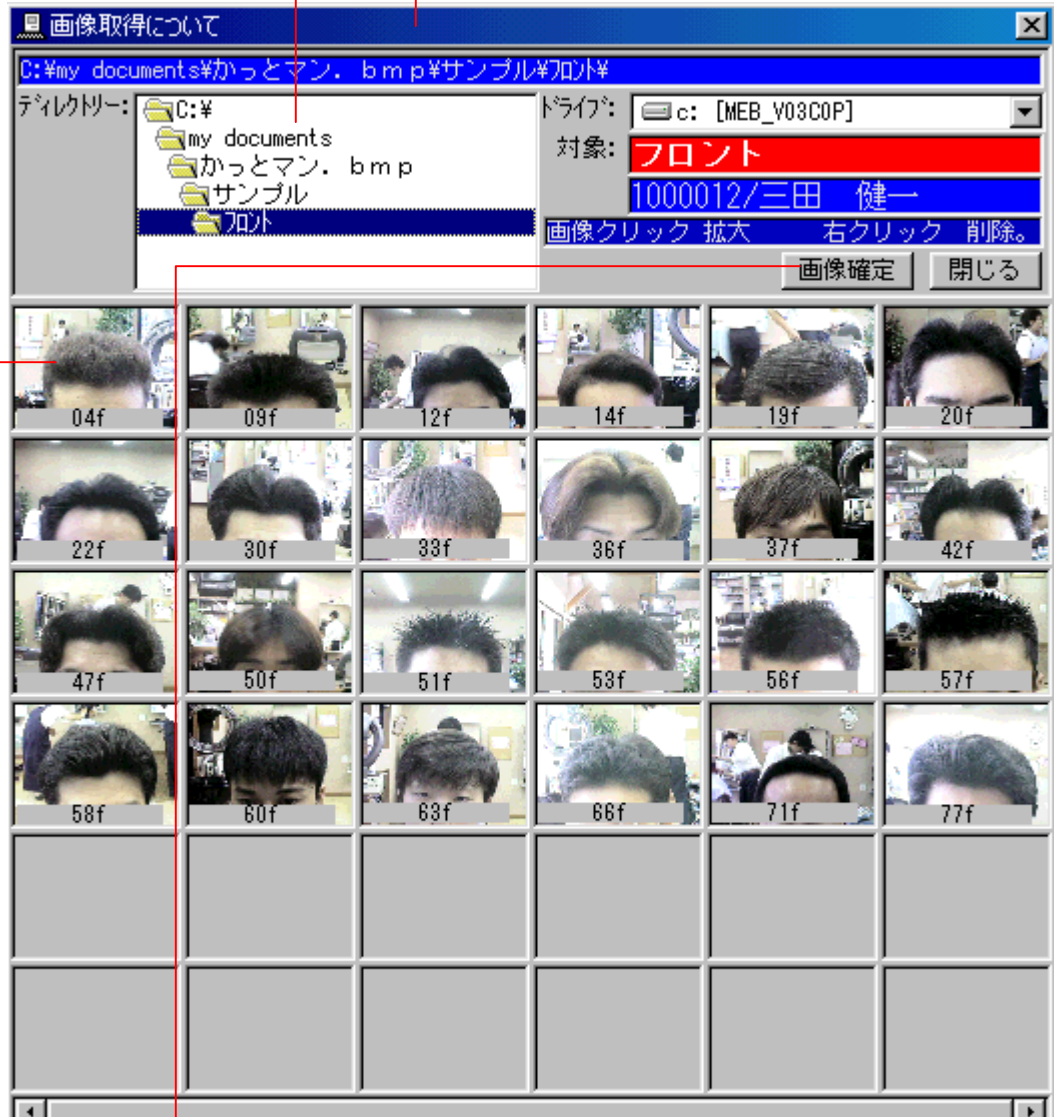 画像取得について
C:¥my documents¥かっとマン．ｂｍｐ¥サンプル¥ﾌﾛﾝﾄ¥
ﾃﾞｨﾚｸﾄﾘｰ:
C:¥
my documents
かっとマン．ｂｍｐ
サンプル
ﾌﾛﾝﾄ
ﾄﾞﾗｲﾌﾞ:
c: [MEB_V03C0P]
対象:
フロント
1000012/三田　健一
画像クリック 拡大　　右クリック 削除。
画像確定
閉じる
04f 09f 12f 14f 19f 20f
22f 30f 33f 36f 37f 42f
47f 50f 51f 53f 56f 57f
58f 60f 63f 66f 71f 77f